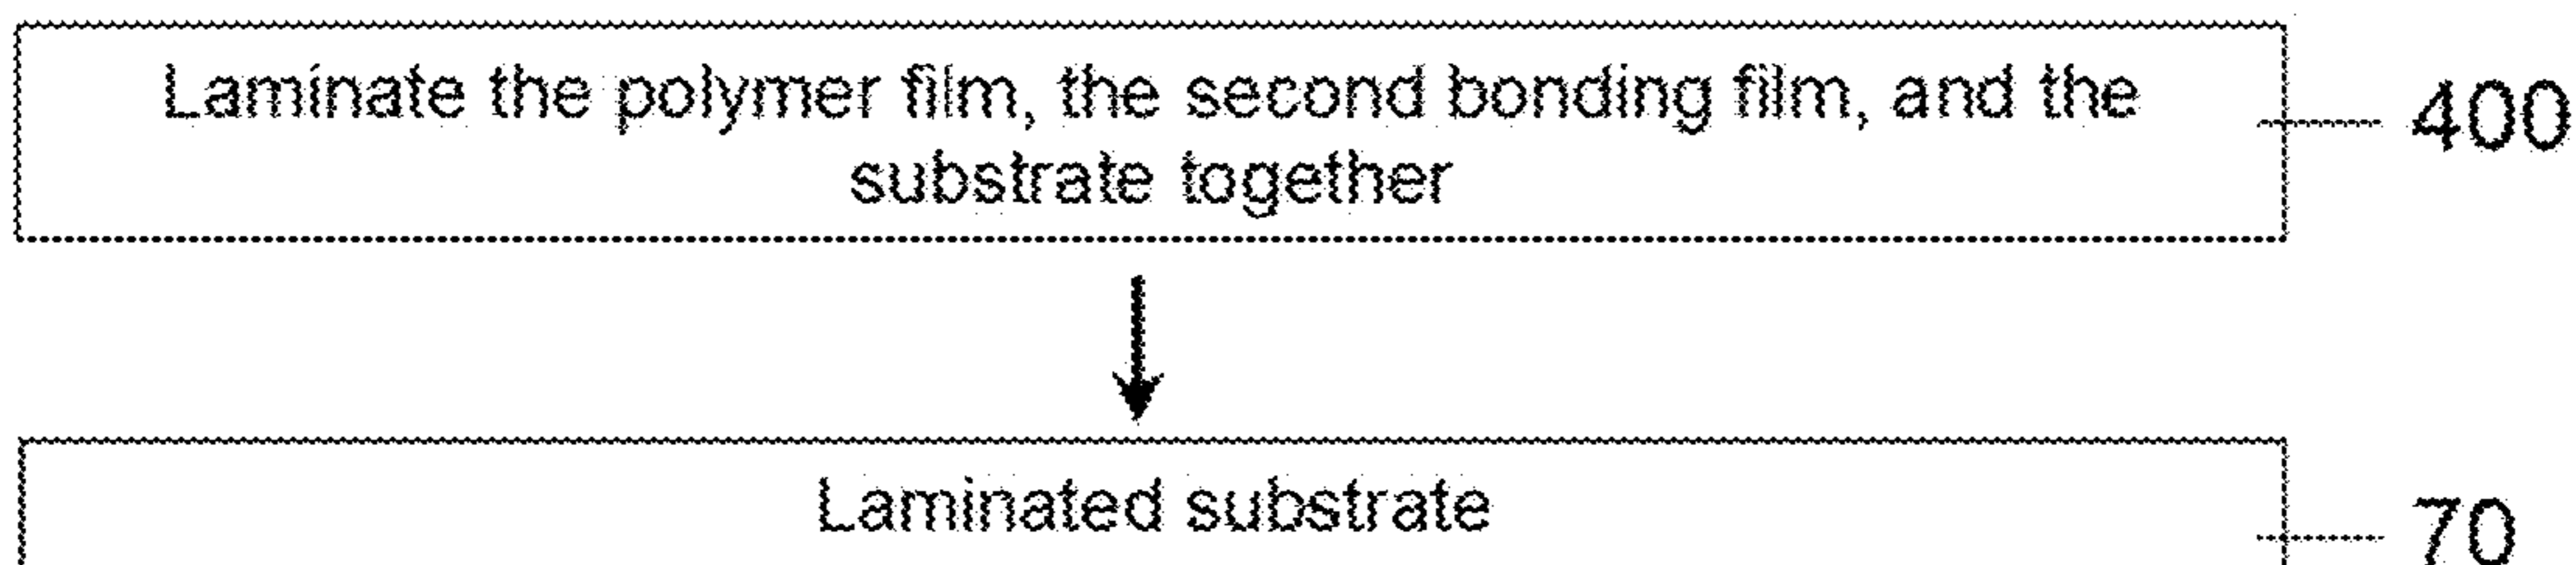 Laminate the polymer film, the second bonding film, and the
substrate together
400
Laminated substrate
70